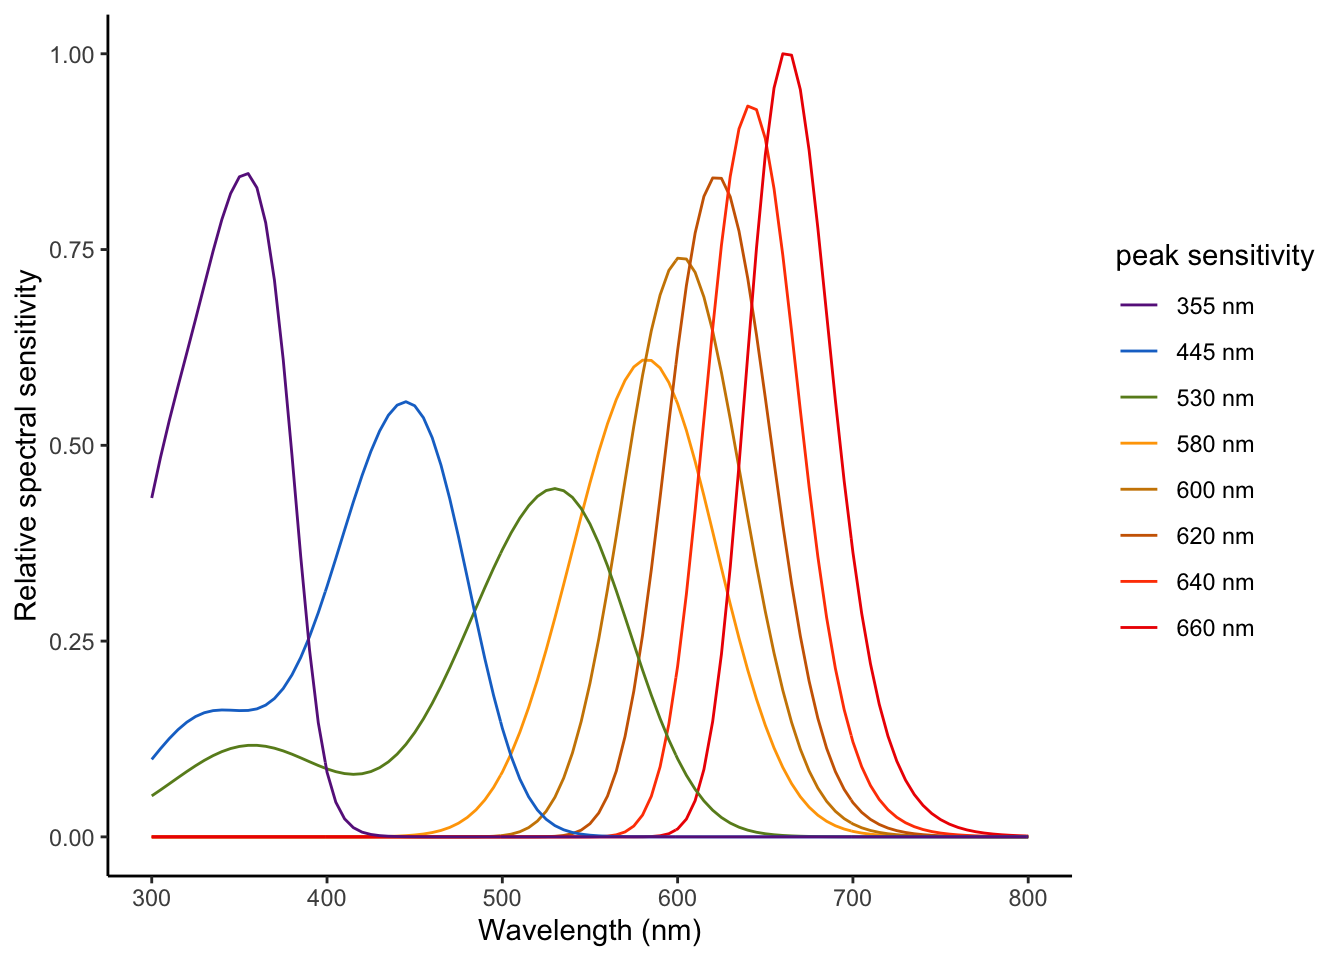 1.00
0.75
0.50
0.25
0.00
Relative spectral sensitivity
300 400 500 600 700 800
Wavelength (nm)
peak sensitivity
355 nm
445 nm
530 nm
580 nm
600 nm
620 nm
640 nm
660 nm